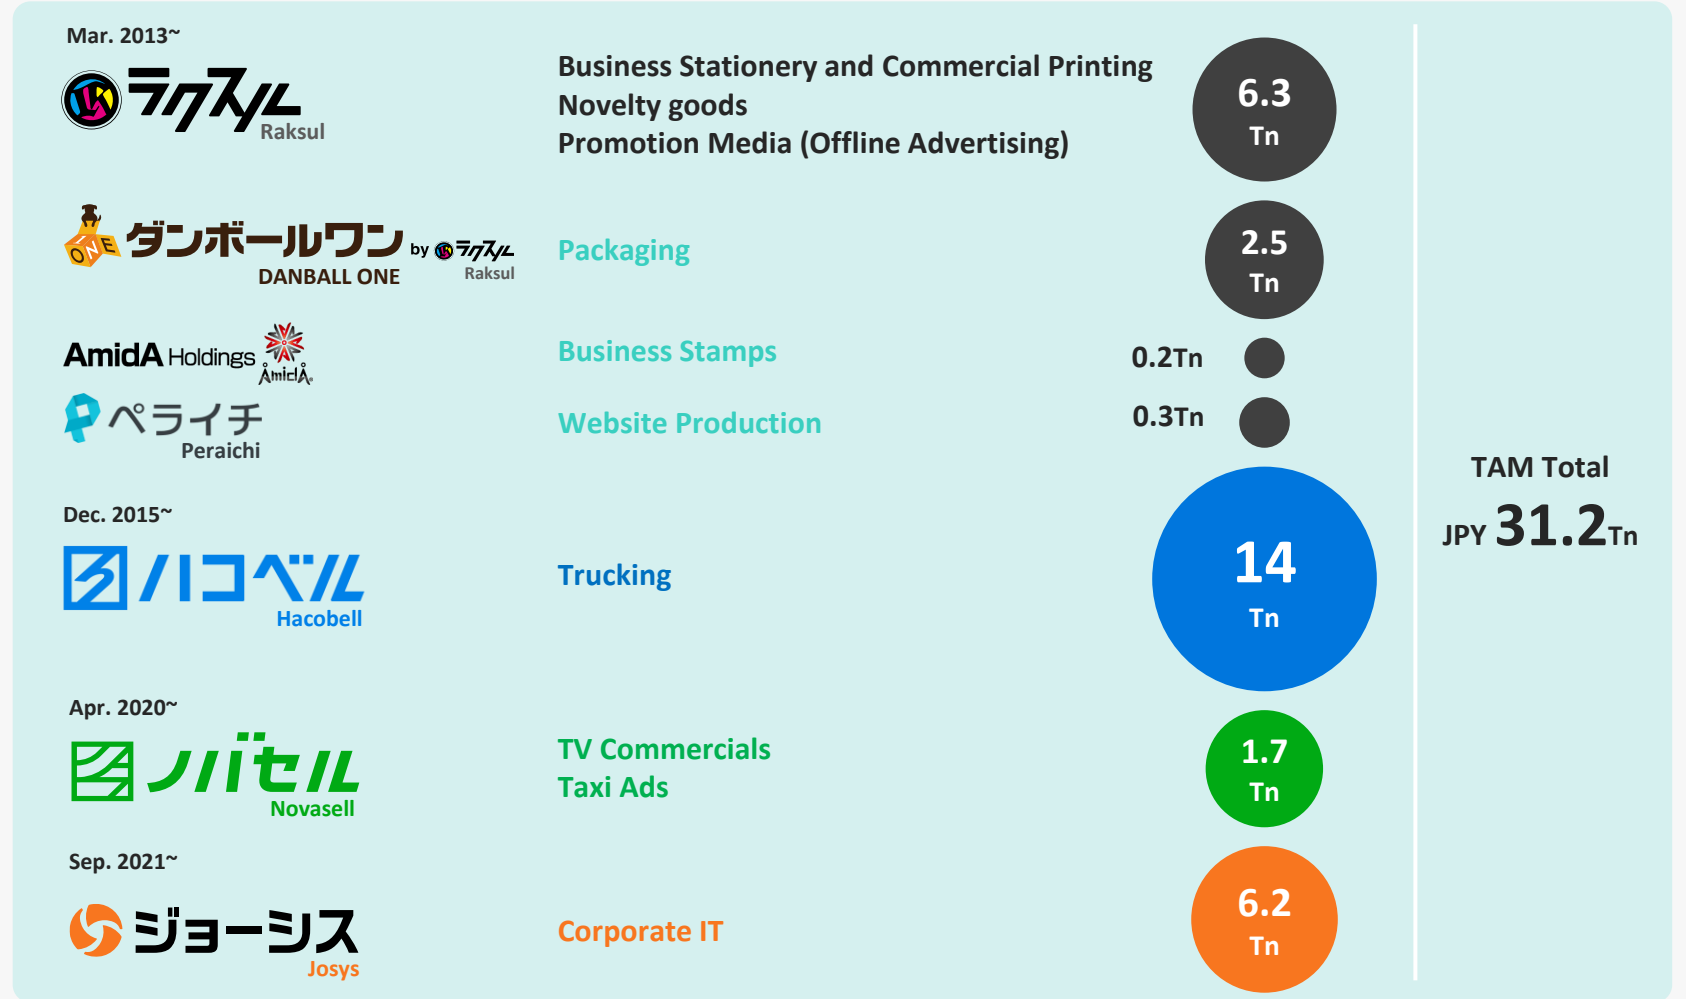 Mar. 2013~
ラクスル
Raksul
Business Stationery and Commercial Printing
Novelty goods
Promotion Media (Offline Advertising)
6.3
Tn
ONE
ダンボールワン by ラクスル
DANBALL ONE
Raksul
Packaging
2.5
Tn
AmidA Holdings
AmidA
Business Stamps
0.2Tn
ペライチ
Peraichi
Website Production
0.3Tn
Dec. 2015~
ハコベル
Hacobell
Trucking
14
Tn
Apr. 2020~
ノバセル
Novasell
TV Commercials
Taxi Ads
1.7
Tn
Sep. 2021~
ジョーシス
Josys
Corporate IT
6.2
Tn
TAM Total
JPY 31.2Tn